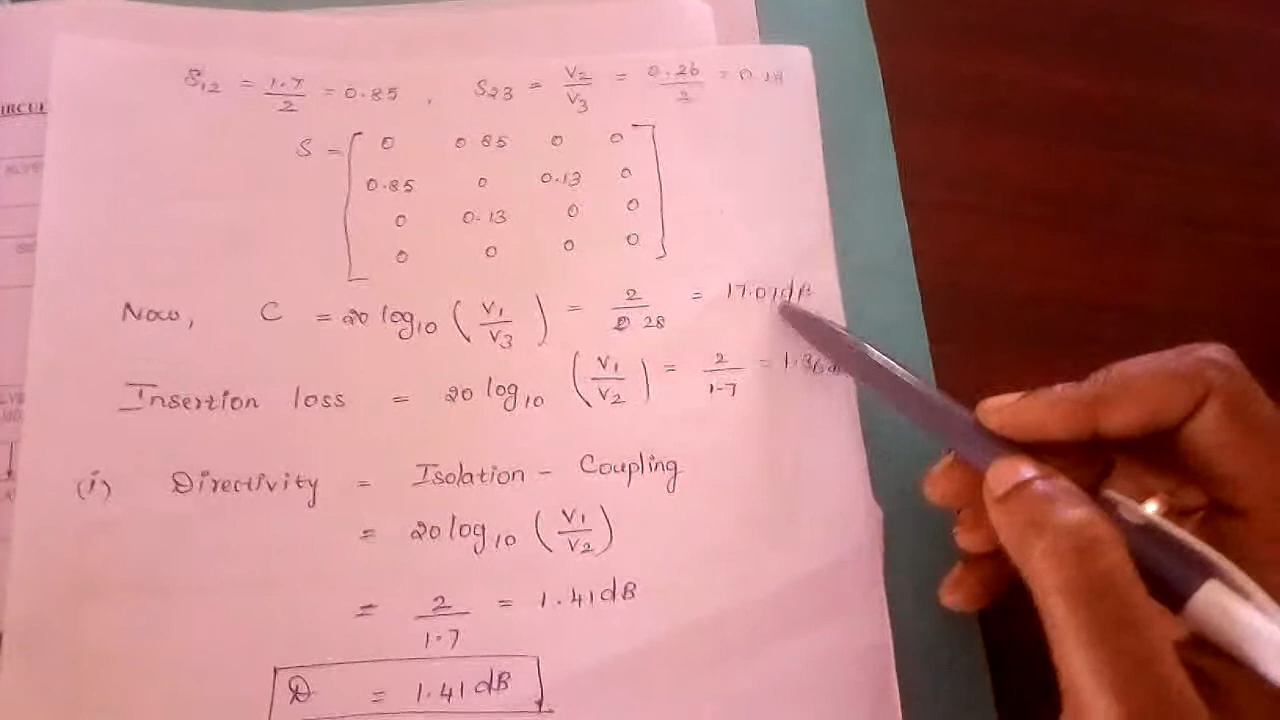 IRCUI
S12 = 1.7/2 = 0.85 , S23 = V2/V3 = 0.26/2 =
S = [ 0 0 85 0 0
0.85 0 0.13 0
0 0.13 0 0
0 0 0 0 ]
Now, C = 20 log10 (V1/V3) = 2/0 28 = 17.07dB
Insertion loss = 20 log10 (V1/V2) = 2/1.7 =
(i) Directivity = Isolation - Coupling
= 20 log10 (V1/V2)
= 2/1.7 = 1.41dB
D = 1.41 dB